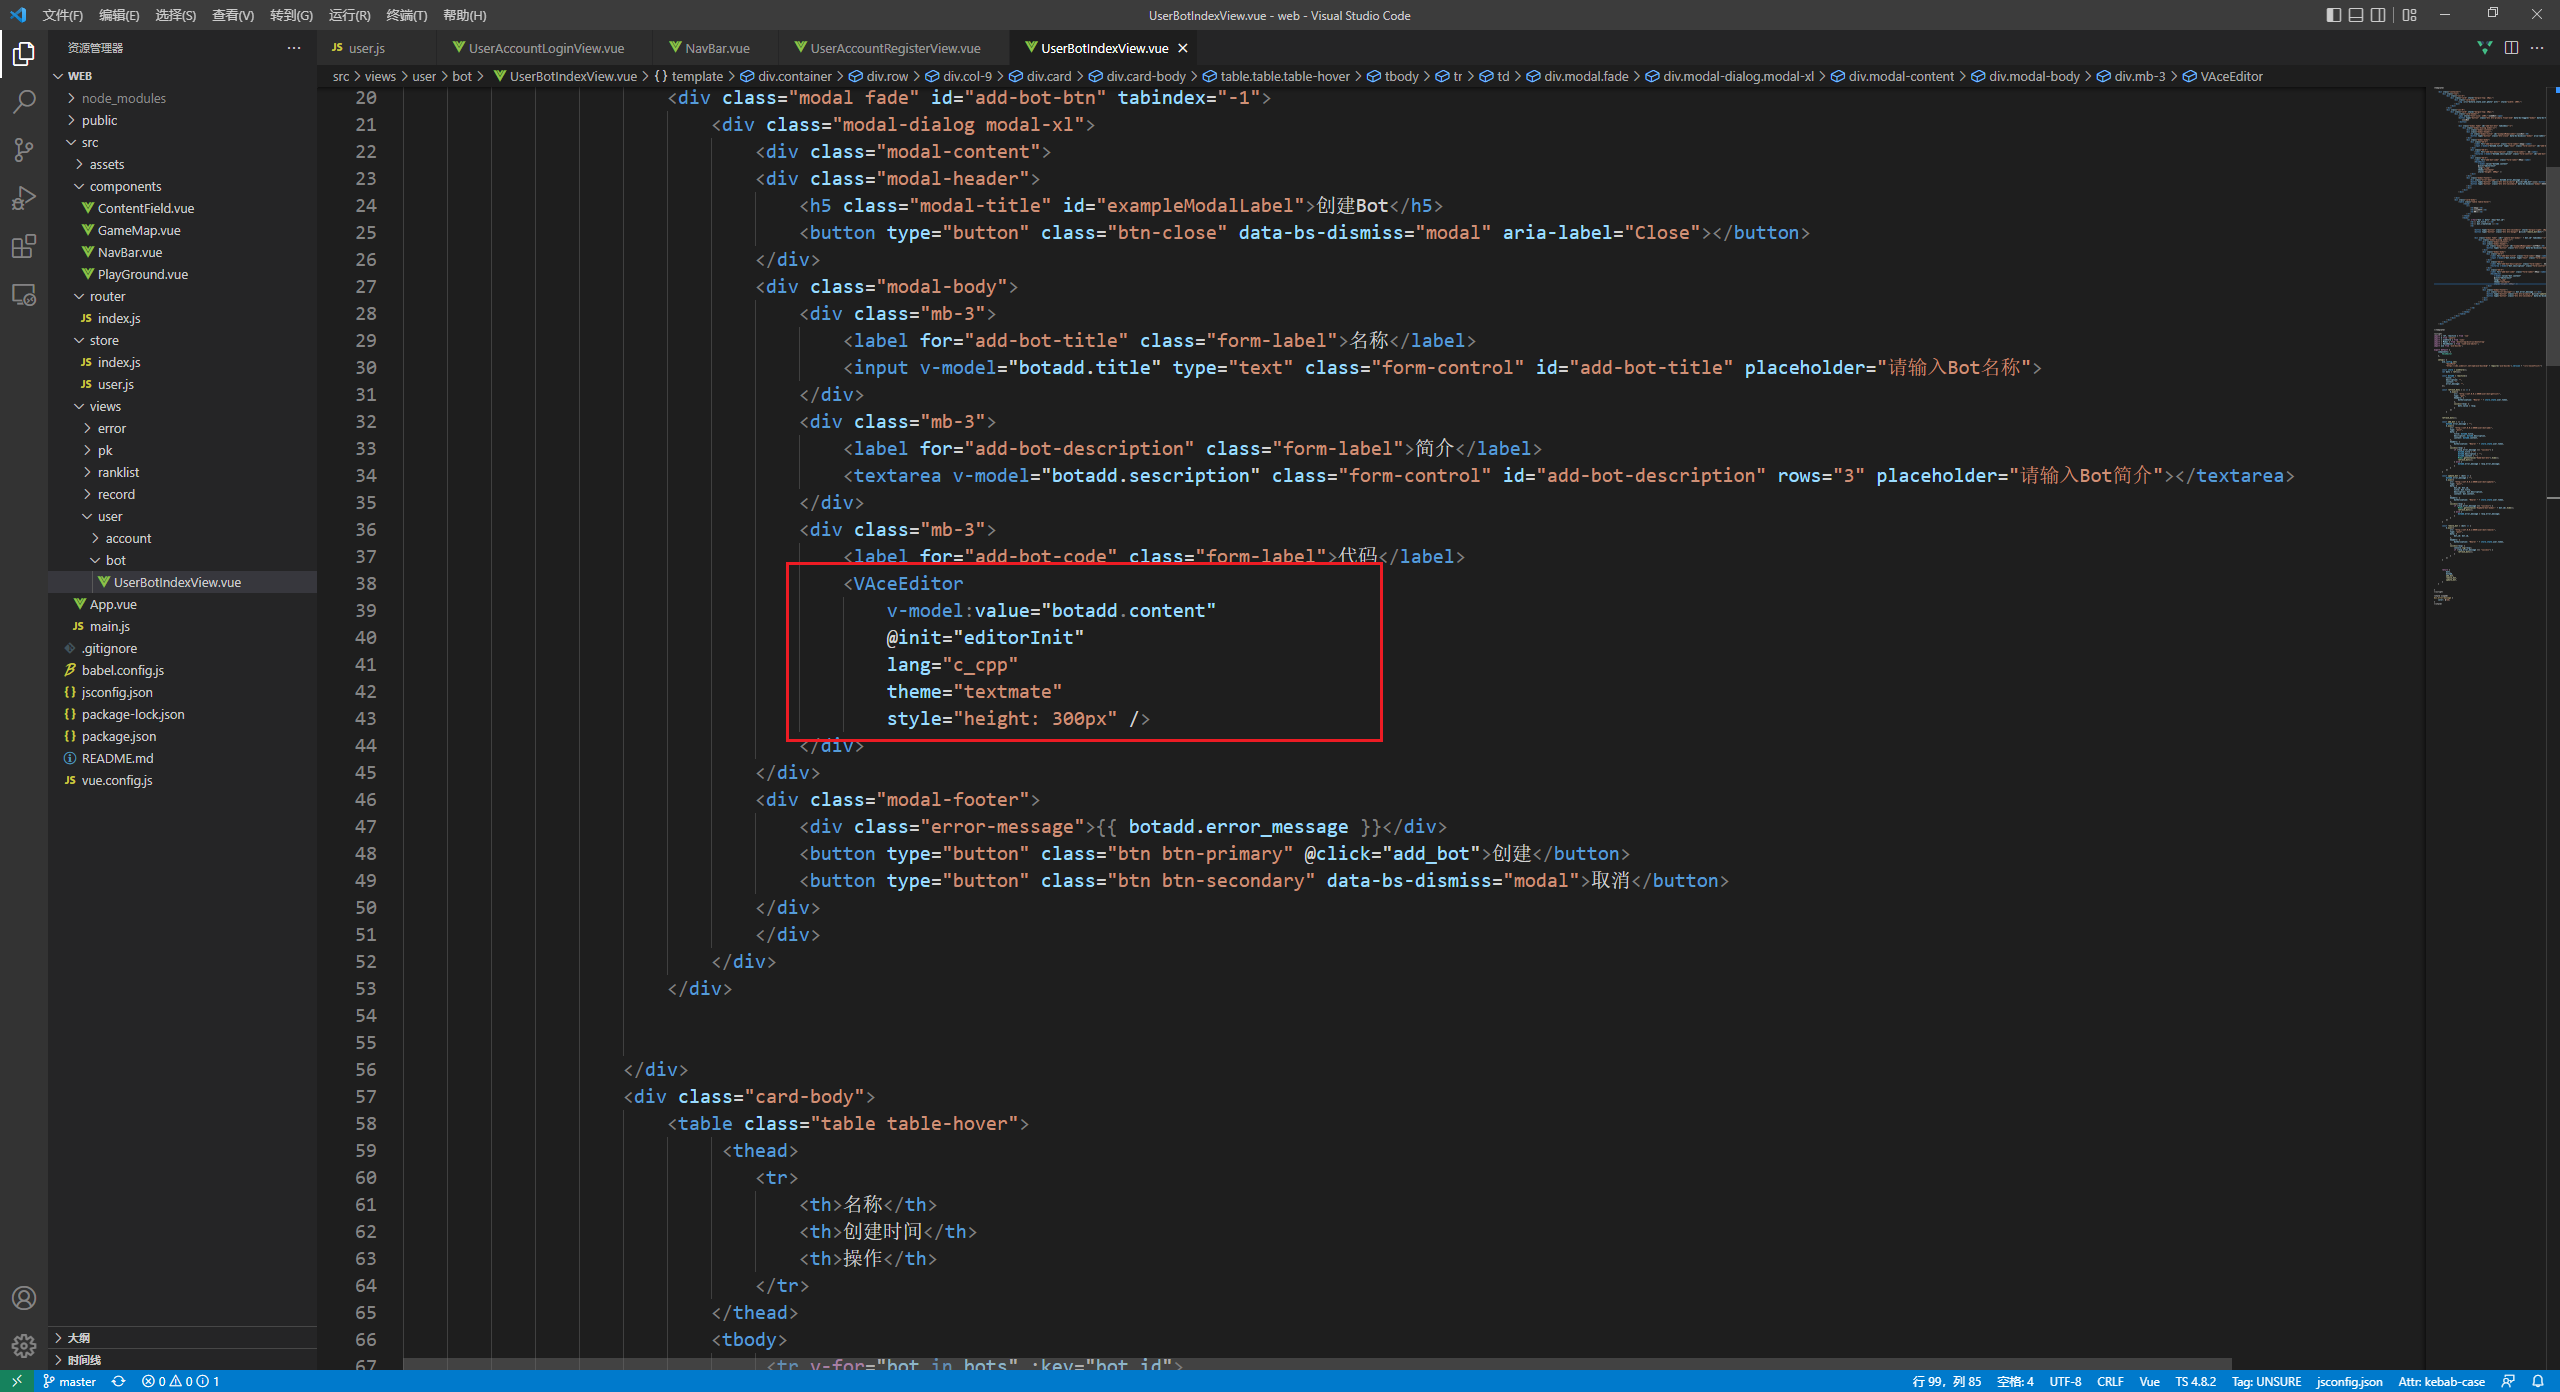 文件(F) 编辑(E) 选择(S) 查看(V) 转到(G) 运行(R) 终端(T) 帮助(H)
UserBotIndexView.vue - web - Visual Studio Code
资源管理器
WEB
node_modules
public
src
assets
components
ContentField.vue
GameMap.vue
NavBar.vue
PlayGround.vue
router
JS index.js
store
JS index.js
JS user.js
views
error
pk
ranklist
record
user
account
bot
UserBotIndexView.vue
App.vue
JS main.js
.gitignore
babel.config.js
{} jsconfig.json
{} package-lock.json
{} package.json
README.md
JS vue.config.js
大纲
时间线
JS user.js UserAccountLoginView.vue NavBar.vue UserAccountRegisterView.vue UserBotIndexView.vue
src > views > user > bot > UserBotIndexView.vue > {} template > div.container > div.row > div.col-9 > div.card > div.card-body > table.table.table-hover > tbody > tr > td > div.modal.fade > div.modal-dialog.modal-xl > div.modal-content > div.modal-body > div.mb-3 > VAceEditor
20 <div class="modal fade" id="add-bot-btn" tabindex="-1">
21 <div class="modal-dialog modal-xl">
22 <div class="modal-content">
23 <div class="modal-header">
24 <h5 class="modal-title" id="exampleModalLabel">创建Bot</h5>
25 <button type="button" class="btn-close" data-bs-dismiss="modal" aria-label="Close"></button>
26 </div>
27 <div class="modal-body">
28 <div class="mb-3">
29 <label for="add-bot-title" class="form-label">名称</label>
30 <input v-model="botadd.title" type="text" class="form-control" id="add-bot-title" placeholder="请输入Bot名称">
31 </div>
32 <div class="mb-3">
33 <label for="add-bot-description" class="form-label">简介</label>
34 <textarea v-model="botadd.sescription" class="form-control" id="add-bot-description" rows="3" placeholder="请输入Bot简介"></textarea>
35 </div>
36 <div class="mb-3">
37 <label for="add-bot-code" class="form-label">代码</label>
38 <VAceEditor
39 v-model:value="botadd.content"
40 @init="editorInit"
41 lang="c_cpp"
42 theme="textmate"
43 style="height: 300px" />
44 </div>
45 </div>
46 <div class="modal-footer">
47 <div class="error-message">{{ botadd.error_message }}</div>
48 <button type="button" class="btn btn-primary" @click="add_bot">创建</button>
49 <button type="button" class="btn btn-secondary" data-bs-dismiss="modal">取消</button>
50 </div>
51 </div>
52 </div>
53 </div>
54
55
56 </div>
57 <div class="card-body">
58 <table class="table table-hover">
59 <thead>
60 <tr>
61 <th>名称</th>
62 <th>创建时间</th>
63 <th>操作</th>
64 </tr>
65 </thead>
66 <tbody>
67 <tr v-for="bot in bots" :key="bot.id">
master 0 0 1 行 99，列 85 空格: 4 UTF-8 CRLF Vue TS 4.8.2 Tag: UNSURE jsconfig.json Attr: kebab-case